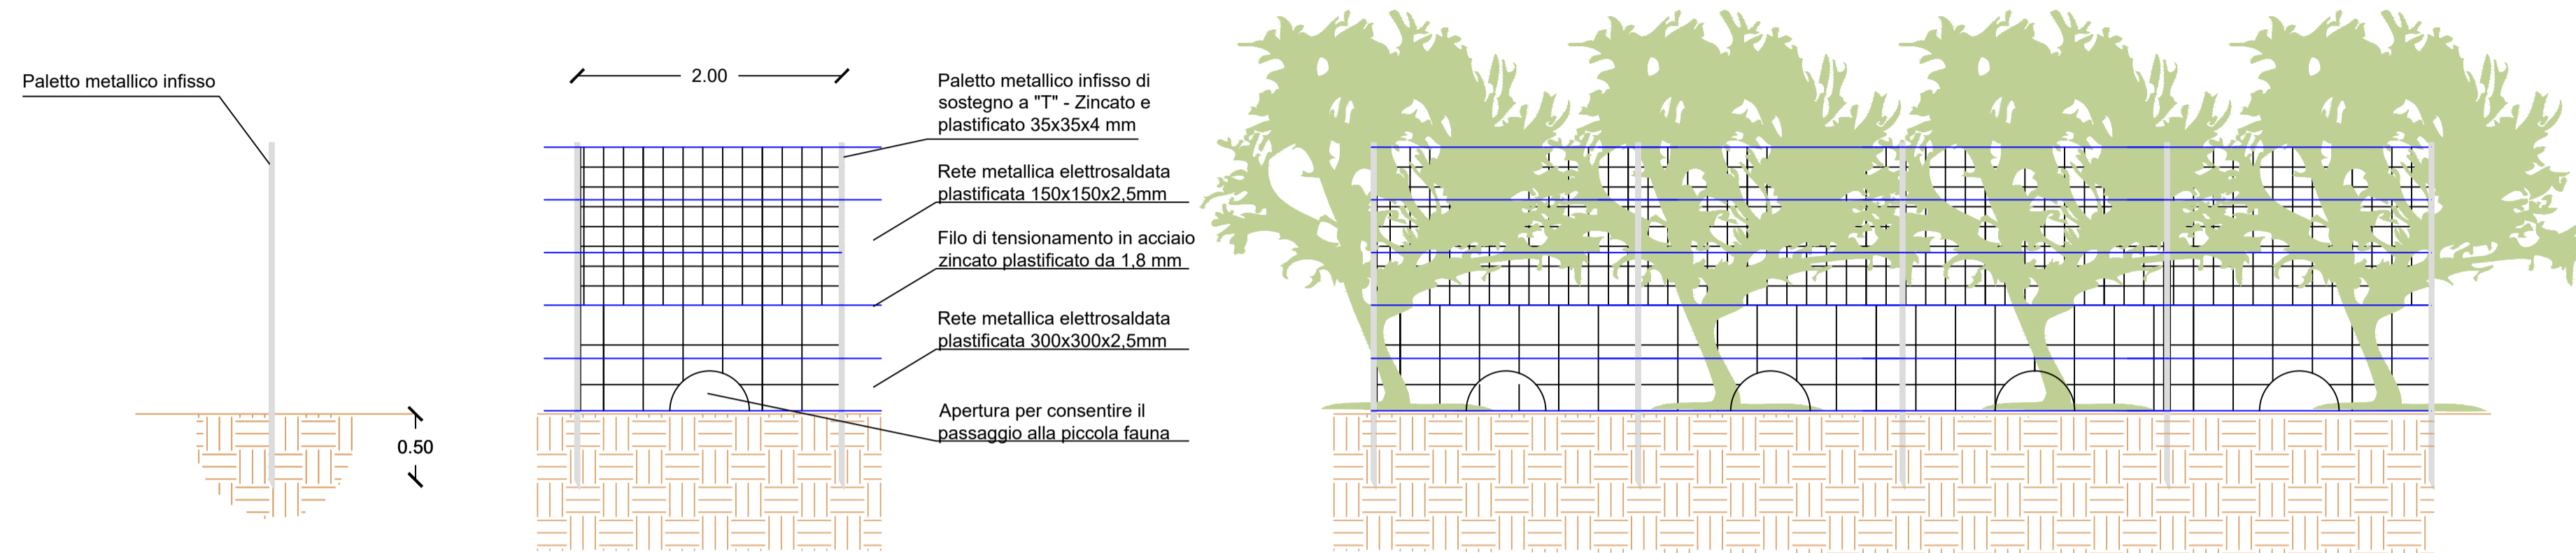 Paletto metallico infisso
0.50
2.00
Paletto metallico infisso di
sostegno a "T" - Zincato e
plastificato 35x35x4 mm
Rete metallica elettrosaldata
plastificata 150x150x2,5mm
Filo di tensionamento in acciaio
zincato plastificato da 1,8 mm
Rete metallica elettrosaldata
plastificata 300x300x2,5mm
Apertura per consentire il
passaggio alla piccola fauna